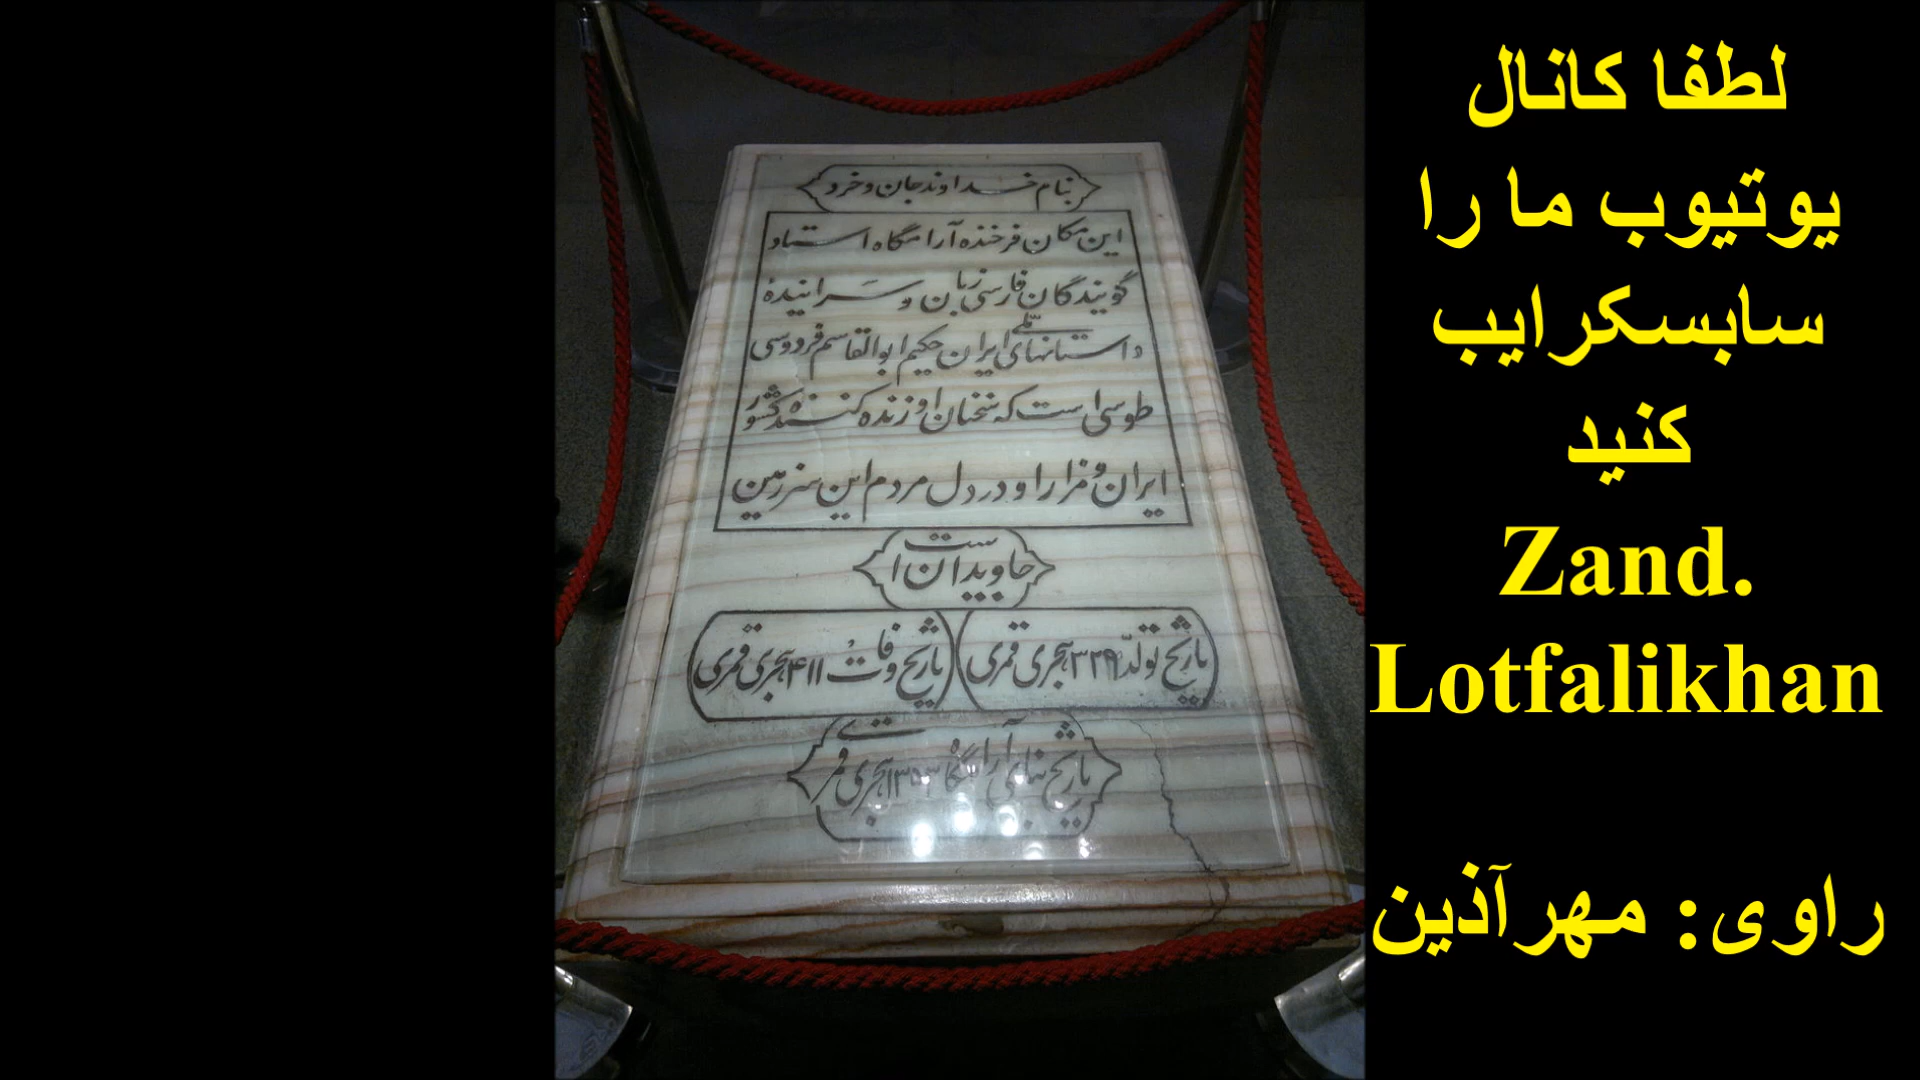 بنام خداوند جان و خرد
این مکان فرخنده آرامگاه استاد
گویندگان فارسی زبان و سرایندهٔ
داستانهای ملّی ایران حکیم ابوالقاسم فردوسی
طوسی است که سخنان او زنده کنندهٔ کشور
ایران و مزار او در دل مردم این سرزمین
جاویدان است
تاریخ تولّد ۳۲۹ هجری قمری
تاریخ وفات ۴۱۱ هجری قمری
تاریخ بنای آرامگاه ۱۳۵۳ هجری قمری
لطفا کانال
یوتیوب ما را
سابسکرایب
کنید
Zand.
Lotfalikhan
راوی: مهرآذین